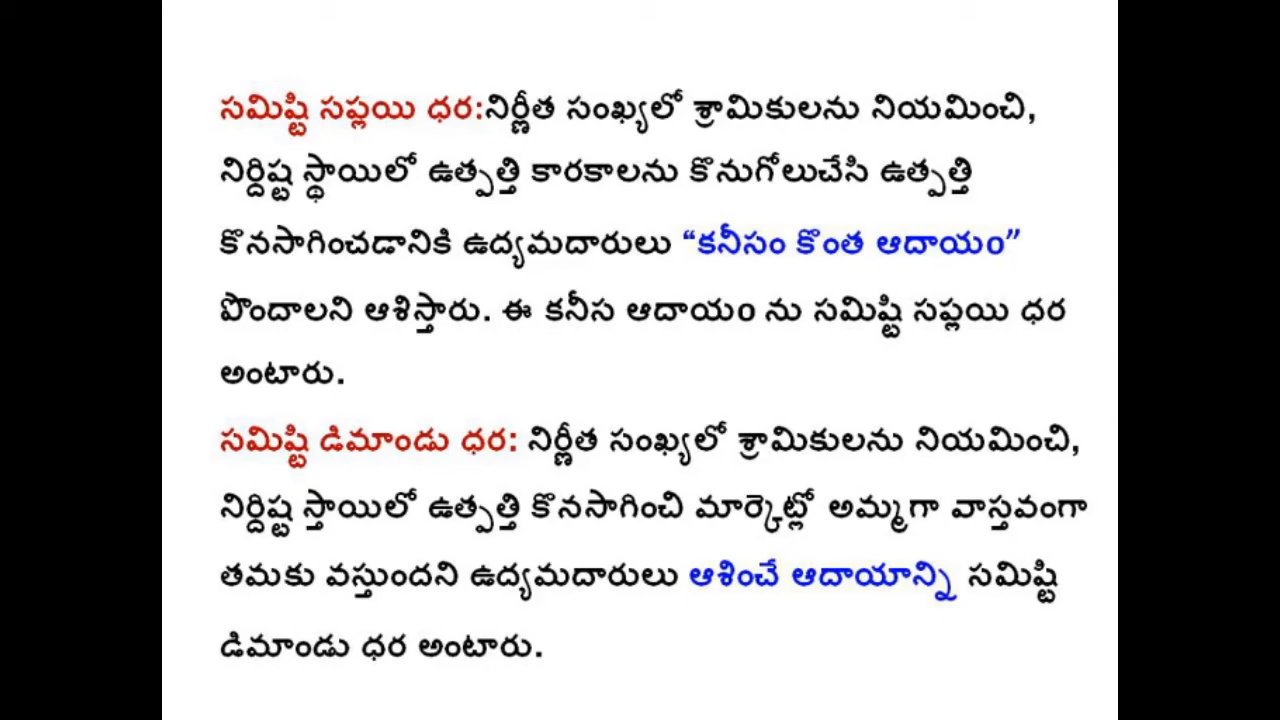 సమిష్టి సప్లయి ధర:నిర్ణీత సంఖ్యలో శ్రామికులను నియమించి,
నిర్దిష్ట స్థాయిలో ఉత్పత్తి కారకాలను కొనుగోలుచేసి ఉత్పత్తి
కొనసాగించడానికి ఉద్యమదారులు “కనీసం కొంత ఆదాయం”
పొందాలని ఆశిస్తారు. ఈ కనీస ఆదాయం ను సమిష్టి సప్లయి ధర
అంటారు.
సమిష్టి డిమాండు ధర: నిర్ణీత సంఖ్యలో శ్రామికులను నియమించి,
నిర్దిష్ట స్తాయిలో ఉత్పత్తి కొనసాగించి మార్కెట్లో అమ్మగా వాస్తవంగా
తమకు వస్తుందని ఉద్యమదారులు ఆశించే ఆదాయాన్ని సమిష్టి
డిమాండు ధర అంటారు.